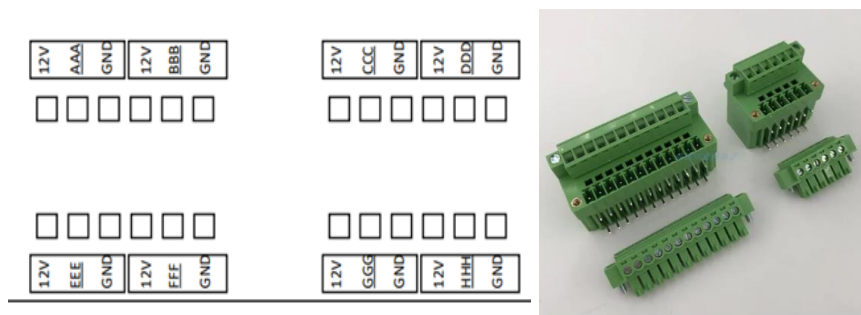 12V AAA GND 12V BBB GND
12V CCC GND 12V DDD GND
12V EEE GND 12V FFF GND
12V GGG GND 12V HHH GND